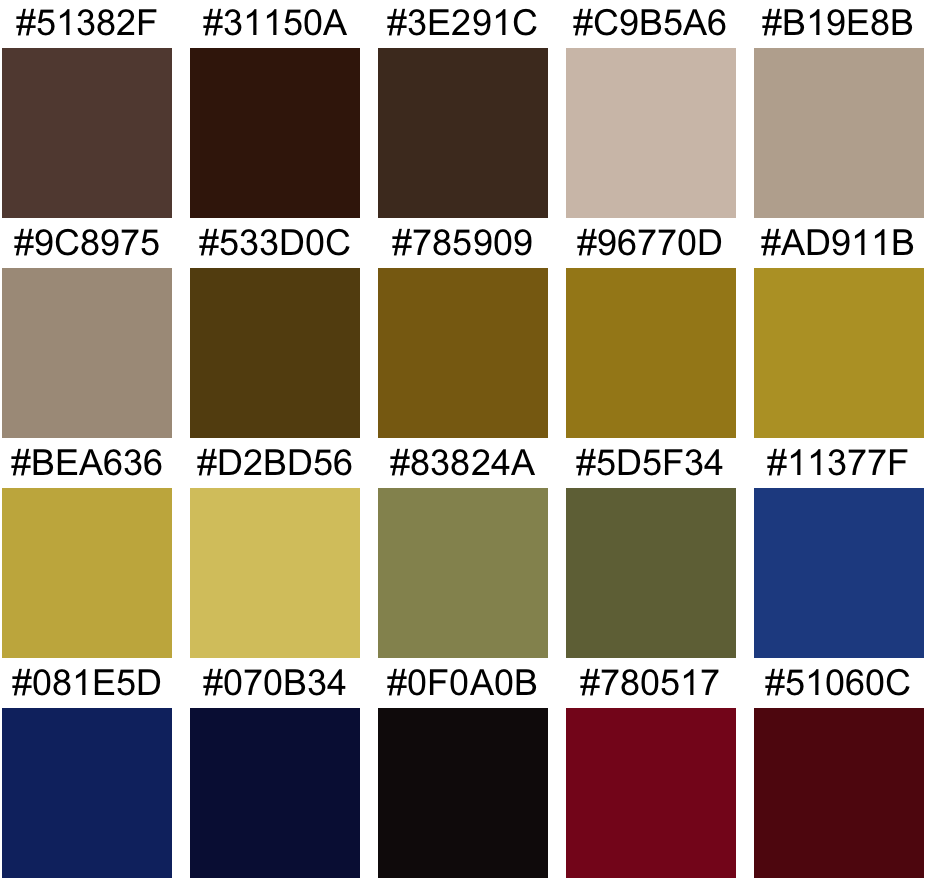 #51382F #31150A #3E291C #C9B5A6 #B19E8B
#9C8975 #533D0C #785909 #96770D #AD911B
#BEA636 #D2BD56 #83824A #5D5F34 #11377F
#081E5D #070B34 #0F0A0B #780517 #51060C